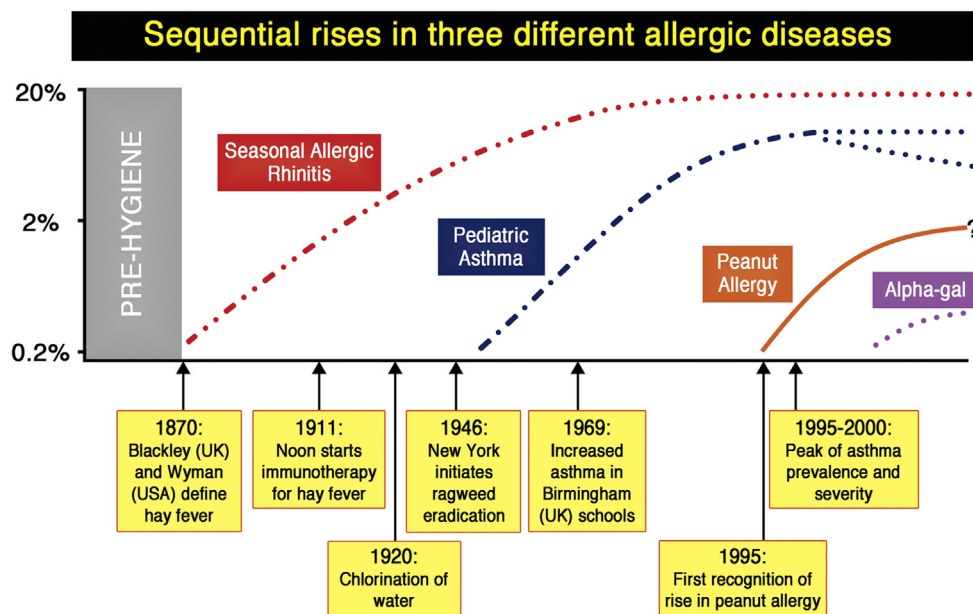 Sequential rises in three different allergic diseases
20%
2%
0.2%
PRE-HYGIENE
Seasonal Allergic
Rhinitis
Pediatric
Asthma
Peanut
Allergy
?
Alpha-gal
1870:
Blackley (UK)
and Wyman
(USA) define
hay fever
1911:
Noon starts
immunotherapy
for hay fever
1946:
New York
initiates
ragweed
eradication
1969:
Increased
asthma in
Birmingham
(UK) schools
1995-2000:
Peak of asthma
prevalence and
severity
1920:
Chlorination of
water
1995:
First recognition of
rise in peanut allergy